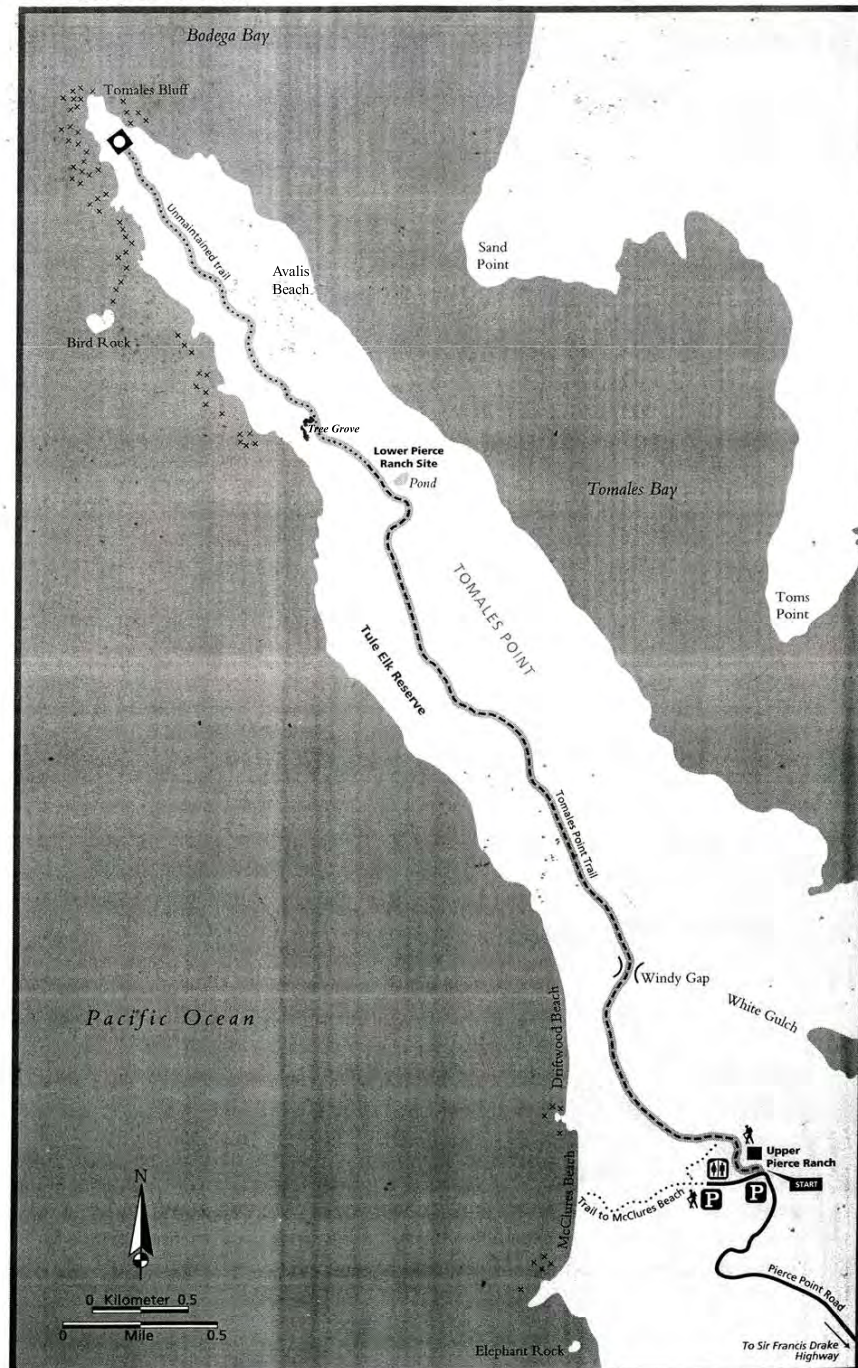 Bodega Bay
Tomales Bluff
Unmaintained trail
Avalis
Beach
Sand
Point
Bird Rock
Tree Grove
Lower Pierce
Ranch Site
Pond
Tomales Bay
TOMALES POINT
Toms
Point
Tule Elk Reserve
Tomales Point Trail
Windy Gap
White Gulch
Pacific Ocean
Driftwood Beach
Upper
Pierce Ranch
START
P
P
Trail to McClures Beach
McClures Beach
N
0 Kilometer 0.5
0 Mile 0.5
Pierce Point Road
Elephant Rock
To Sir Francis Drake
Highway